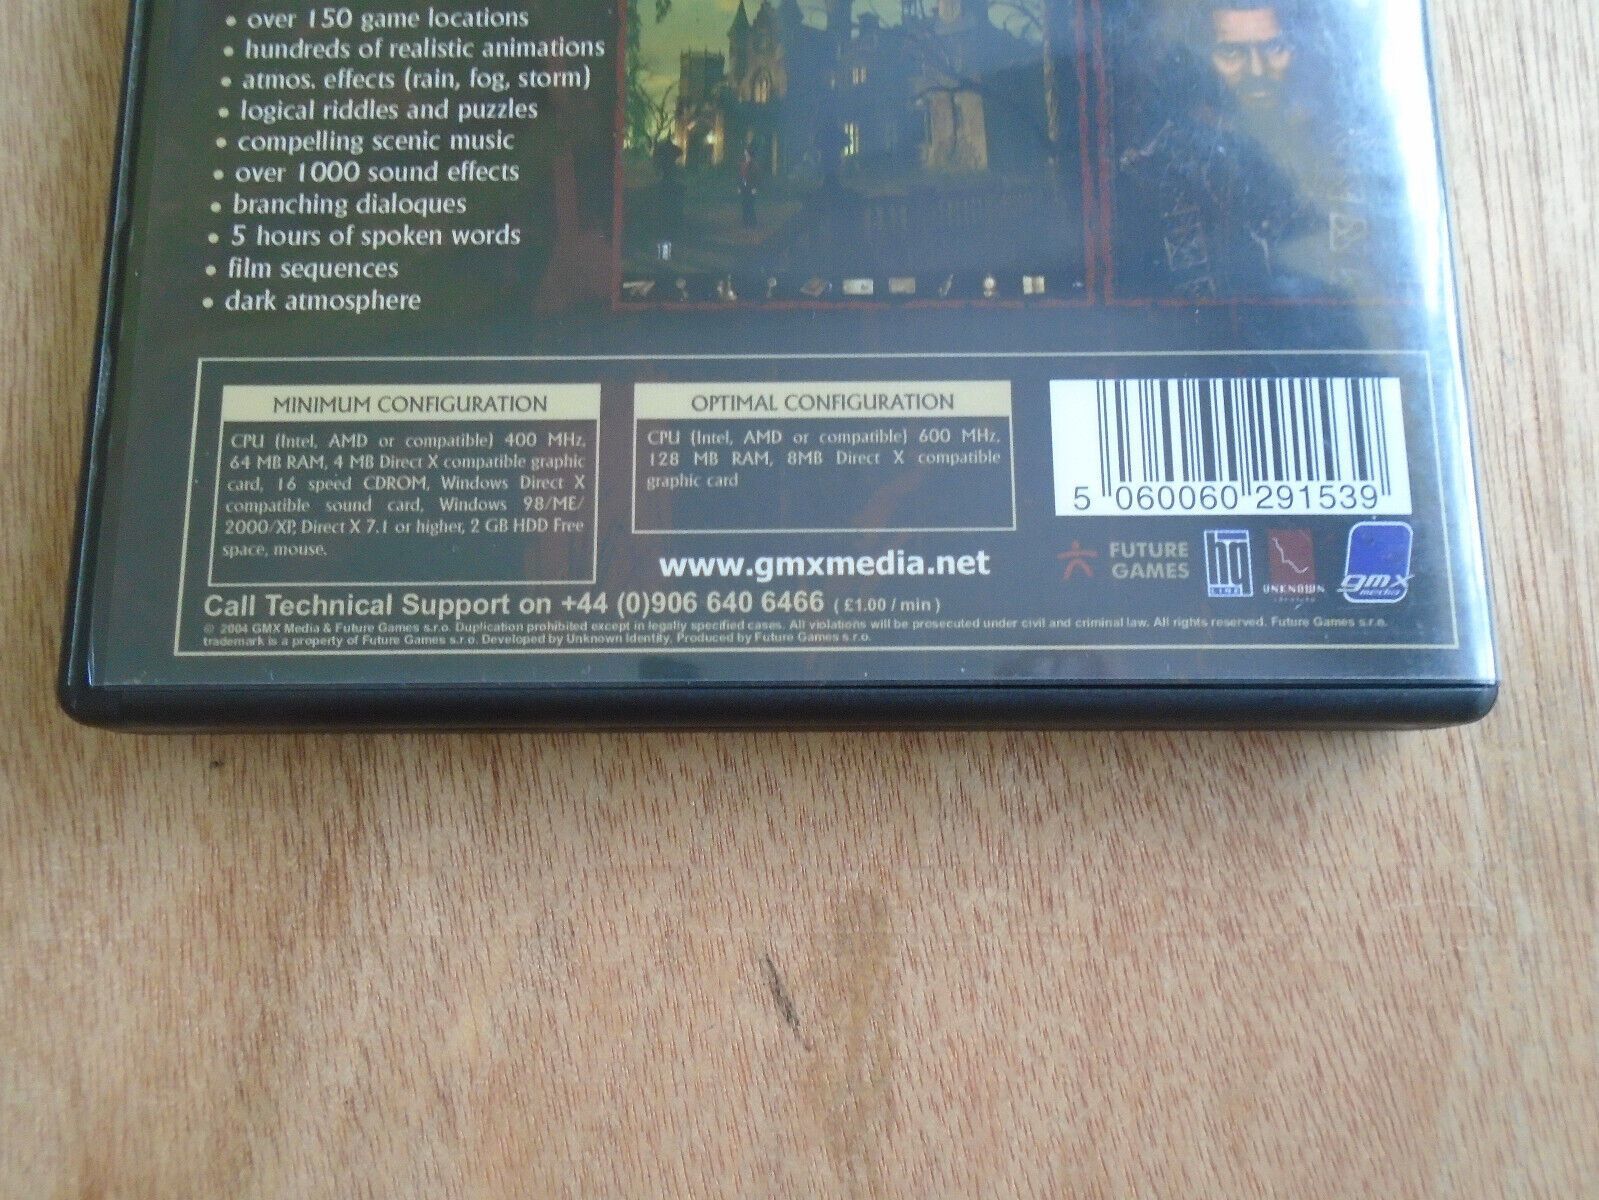 • over 150 game locations
• hundreds of realistic animations
• atmos. effects (rain, fog, storm)
• logical riddles and puzzles
• compelling scenic music
• over 1000 sound effects
• branching dialoques
• 5 hours of spoken words
• film sequences
• dark atmosphere
MINIMUM CONFIGURATION
CPU (Intel, AMD or compatible) 400 MHz,
64 MB RAM, 4 MB Direct X compatible graphic
card, 16 speed CDROM, Windows Direct X
compatible sound card, Windows 98/ME/
2000/XP, Direct X 7.1 or higher, 2 GB HDD Free
space, mouse.
OPTIMAL CONFIGURATION
CPU (Intel, AMD or compatible) 600 MHz,
128 MB RAM, 8MB Direct X compatible
graphic card
5 060060 291539
www.gmxmedia.net
FUTURE
GAMES
hq
LINE
UNKNOWN
gmx
media
Call Technical Support on +44 (0)906 640 6466 ( £1.00 / min )
© 2004 GMX Media & Future Games s.r.o. Duplication prohibited except in legally specified cases. All violations will be prosecuted under civil and criminal law. All rights reserved. Future Games s.r.o.
trademark is a property of Future Games s.r.o. Developed by Unknown Identity. Produced by Future Games s.r.o.